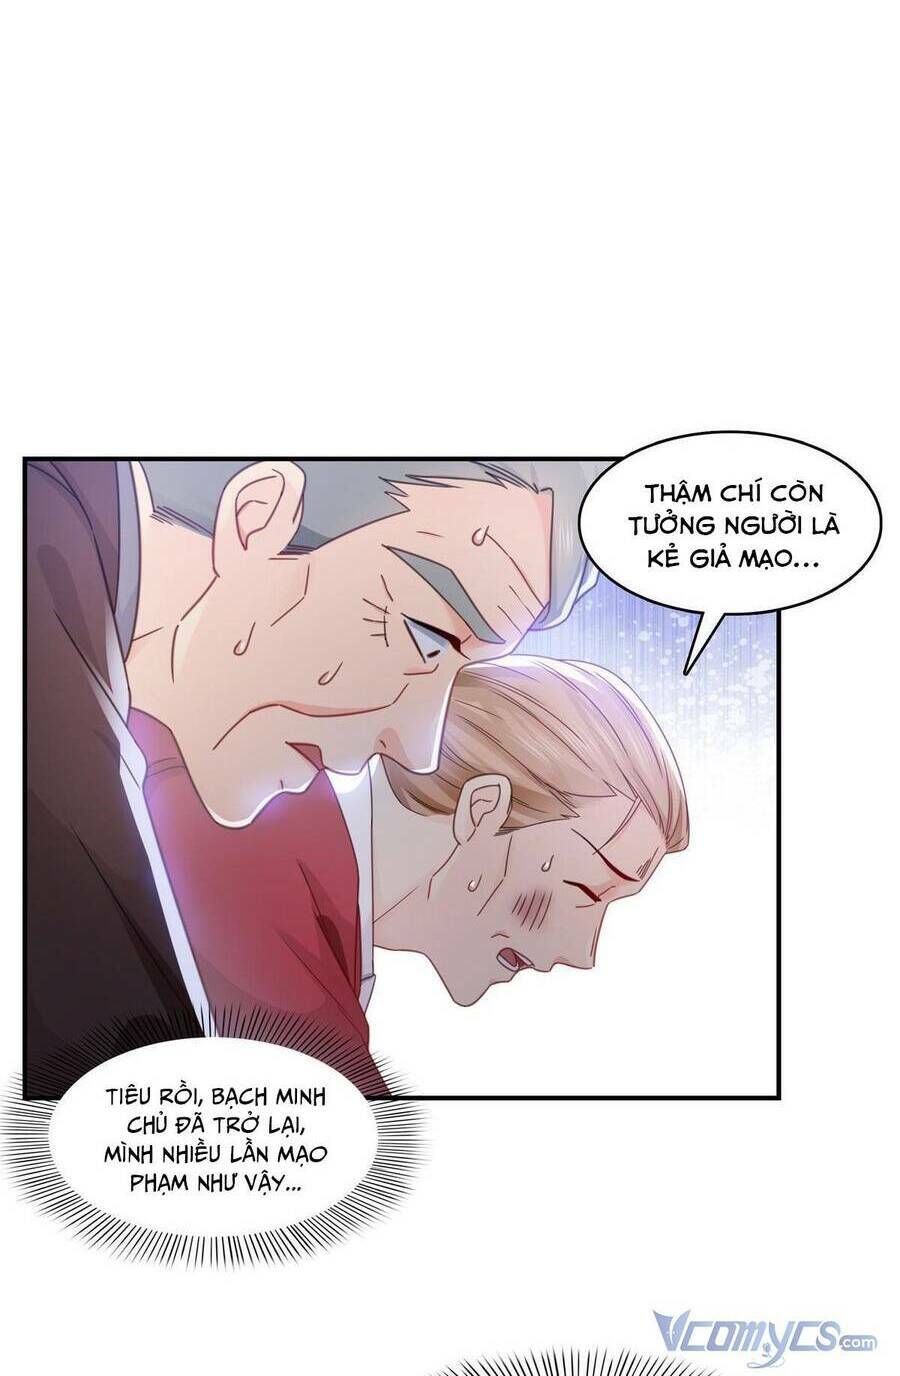 THẬM CHÍ CÒN
TƯỞNG NGƯỜI LÀ
KẺ GIẢ MẠO...
TIÊU RỒI, BẠCH MINH
CHỦ ĐÃ TRỞ LẠI,
MÌNH NHIỀU LẦN MẠO
PHẠM NHƯ VẬY...
VCOMYCS.com